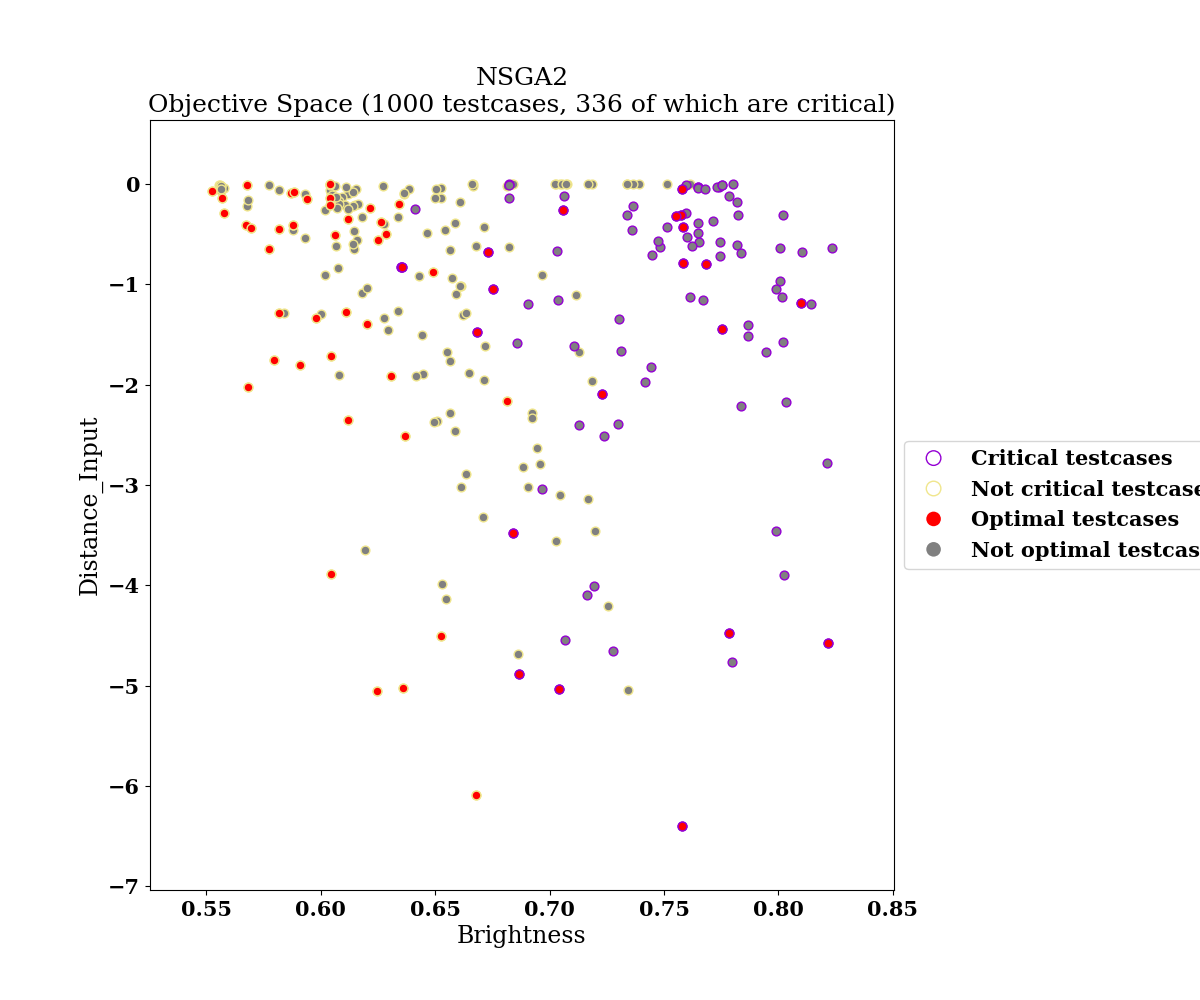 NSGA2
Objective Space (1000 testcases, 336 of which are critical)
0
−1
−2
−3
−4
−5
−6
−7
Distance_Input
0.55 0.60 0.65 0.70 0.75 0.80 0.85
Brightness
Critical testcases
Not critical testcase
Optimal testcases
Not optimal testcas